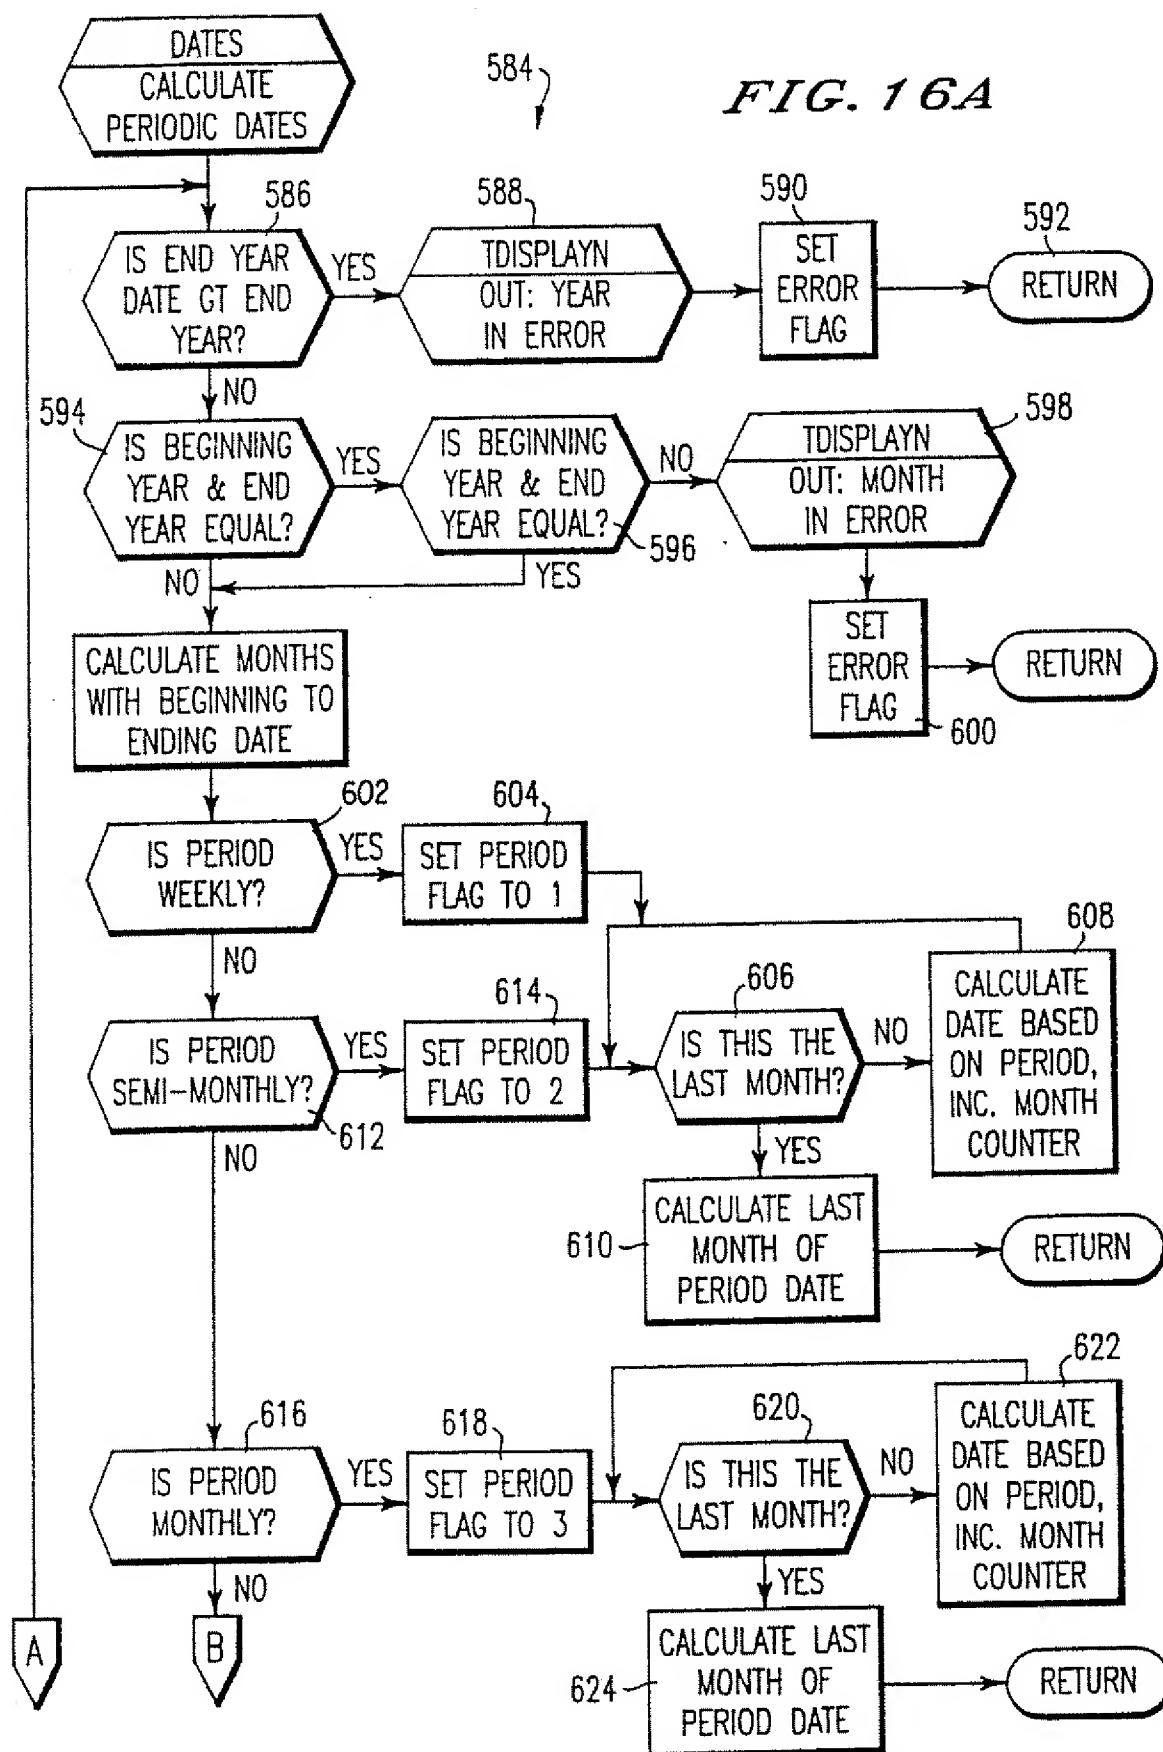 DATES
CALCULATE
PERIODIC DATES
584
FIG. 16A
586
IS END YEAR
DATE GT END
YEAR?
YES
588
TDISPLAYN
OUT: YEAR
IN ERROR
590
SET
ERROR
FLAG
592
RETURN
NO
594
IS BEGINNING
YEAR & END
YEAR EQUAL?
YES
IS BEGINNING
YEAR & END
YEAR EQUAL?
596
NO
598
TDISPLAYN
OUT: MONTH
IN ERROR
NO
YES
SET
ERROR
FLAG
600
RETURN
CALCULATE MONTHS
WITH BEGINNING TO
ENDING DATE
602
IS PERIOD
WEEKLY?
YES
604
SET PERIOD
FLAG TO 1
NO
608
CALCULATE
DATE BASED
ON PERIOD,
INC. MONTH
COUNTER
IS PERIOD
SEMI-MONTHLY?
612
YES
614
SET PERIOD
FLAG TO 2
606
IS THIS THE
LAST MONTH?
NO
NO
YES
610
CALCULATE LAST
MONTH OF
PERIOD DATE
RETURN
616
IS PERIOD
MONTHLY?
YES
618
SET PERIOD
FLAG TO 3
620
IS THIS THE
LAST MONTH?
NO
622
CALCULATE
DATE BASED
ON PERIOD,
INC. MONTH
COUNTER
NO
YES
A
B
624
CALCULATE LAST
MONTH OF
PERIOD DATE
RETURN